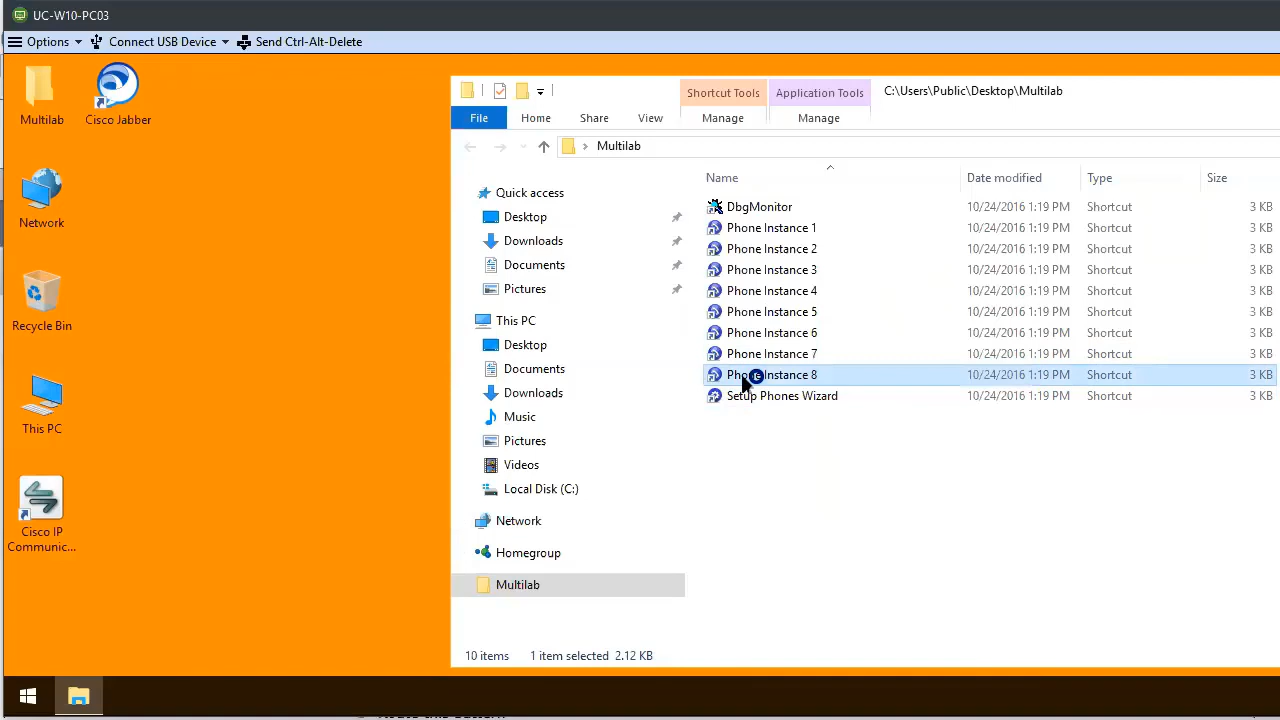 UC-W10-PC03
Options Connect USB Device Send Ctrl-Alt-Delete
Multilab
Cisco Jabber
Network
Recycle Bin
This PC
Cisco IP
Communic...
Shortcut Tools Application Tools C:\Users\Public\Desktop\Multilab
File Home Share View Manage Manage
Multilab
Quick access
Desktop
Downloads
Documents
Pictures
This PC
Desktop
Documents
Downloads
Music
Pictures
Videos
Local Disk (C:)
Network
Homegroup
Multilab
Name Date modified Type Size
DbgMonitor 10/24/2016 1:19 PM Shortcut 3 KB
Phone Instance 1 10/24/2016 1:19 PM Shortcut 3 KB
Phone Instance 2 10/24/2016 1:19 PM Shortcut 3 KB
Phone Instance 3 10/24/2016 1:19 PM Shortcut 3 KB
Phone Instance 4 10/24/2016 1:19 PM Shortcut 3 KB
Phone Instance 5 10/24/2016 1:19 PM Shortcut 3 KB
Phone Instance 6 10/24/2016 1:19 PM Shortcut 3 KB
Phone Instance 7 10/24/2016 1:19 PM Shortcut 3 KB
Phone Instance 8 10/24/2016 1:19 PM Shortcut 3 KB
Setup Phones Wizard 10/24/2016 1:19 PM Shortcut 3 KB
10 items 1 item selected 2.12 KB